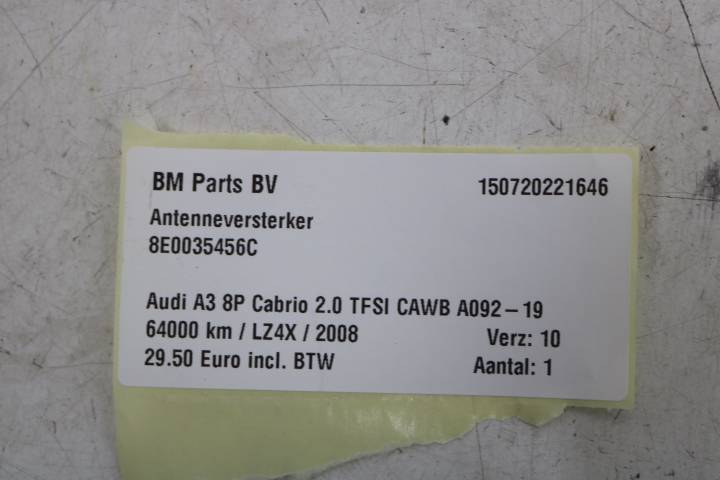 BM Parts BV 150720221646
Antenneversterker
8E0035456C
Audi A3 8P Cabrio 2.0 TFSI CAWB A092-19
64000 km / LZ4X / 2008 Verz: 10
29.50 Euro incl. BTW Aantal: 1